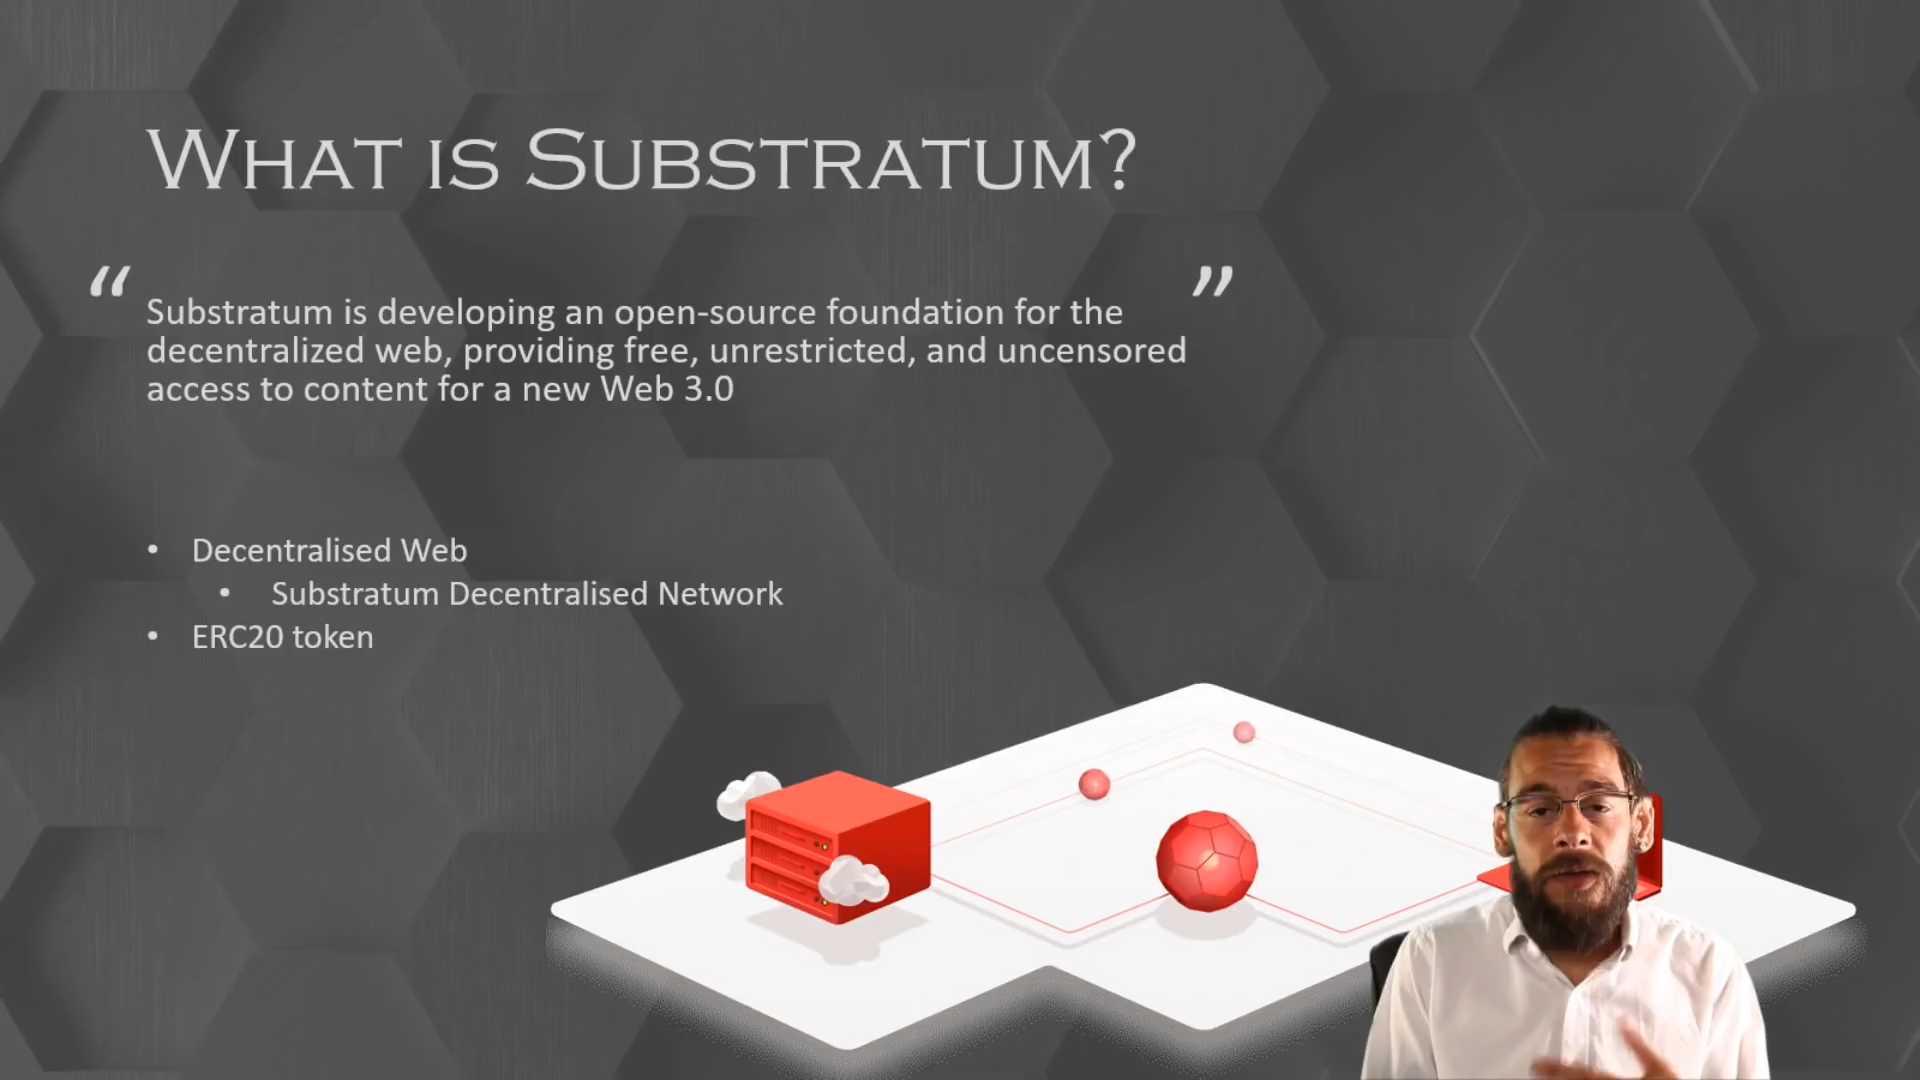 What is Substratum?
“ ”
Substratum is developing an open-source foundation for the
decentralized web, providing free, unrestricted, and uncensored
access to content for a new Web 3.0
• Decentralised Web
• Substratum Decentralised Network
• ERC20 token